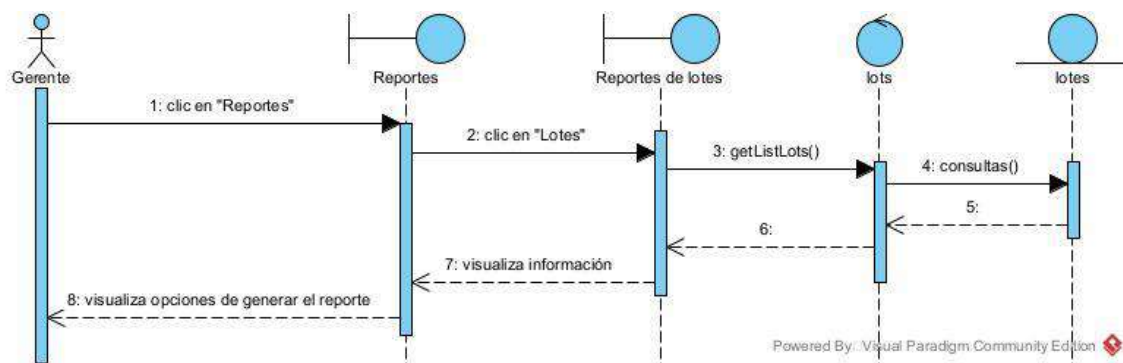 Gerente
Reportes
Reportes de lotes
lots
lotes
1: clic en "Reportes"
2: clic en "Lotes"
3: getListLots()
4: consultas()
5:
6:
7: visualiza información
8: visualiza opciones de generar el reporte
Powered By Visual Paradigm Community Edition